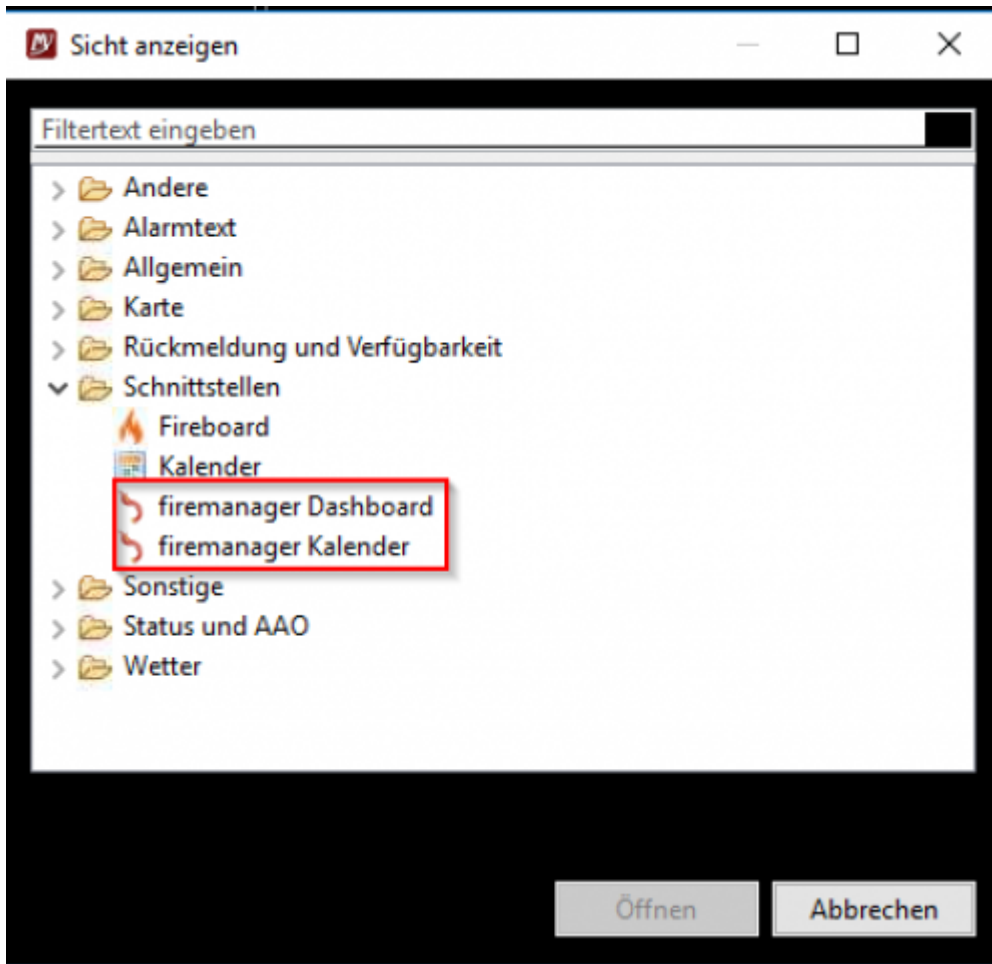 Sicht anzeigen
Filtertext eingeben
Andere
Alarmtext
Allgemein
Karte
Rückmeldung und Verfügbarkeit
Schnittstellen
Fireboard
Kalender
firemanager Dashboard
firemanager Kalender
Sonstige
Status und AAO
Wetter
Öffnen Abbrechen